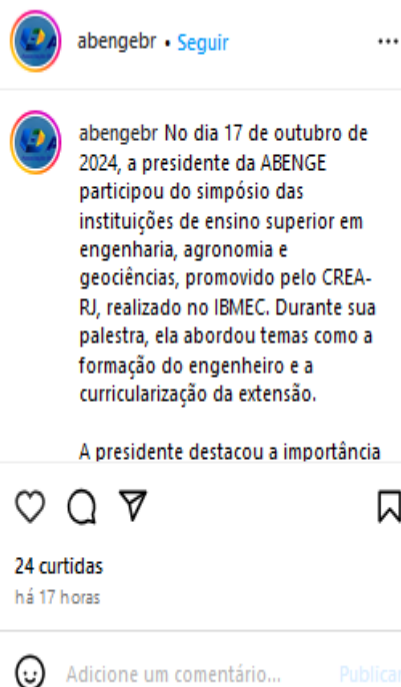 abengebr • Seguir
abengebr No dia 17 de outubro de
2024, a presidente da ABENGE
participou do simpósio das
instituições de ensino superior em
engenharia, agronomia e
geociências, promovido pelo CREA-
RJ, realizado no IBMEC. Durante sua
palestra, ela abordou temas como a
formação do engenheiro e a
curricularização da extensão.
A presidente destacou a importância
24 curtidas
há 17 horas
Adicione um comentário...
Publicar